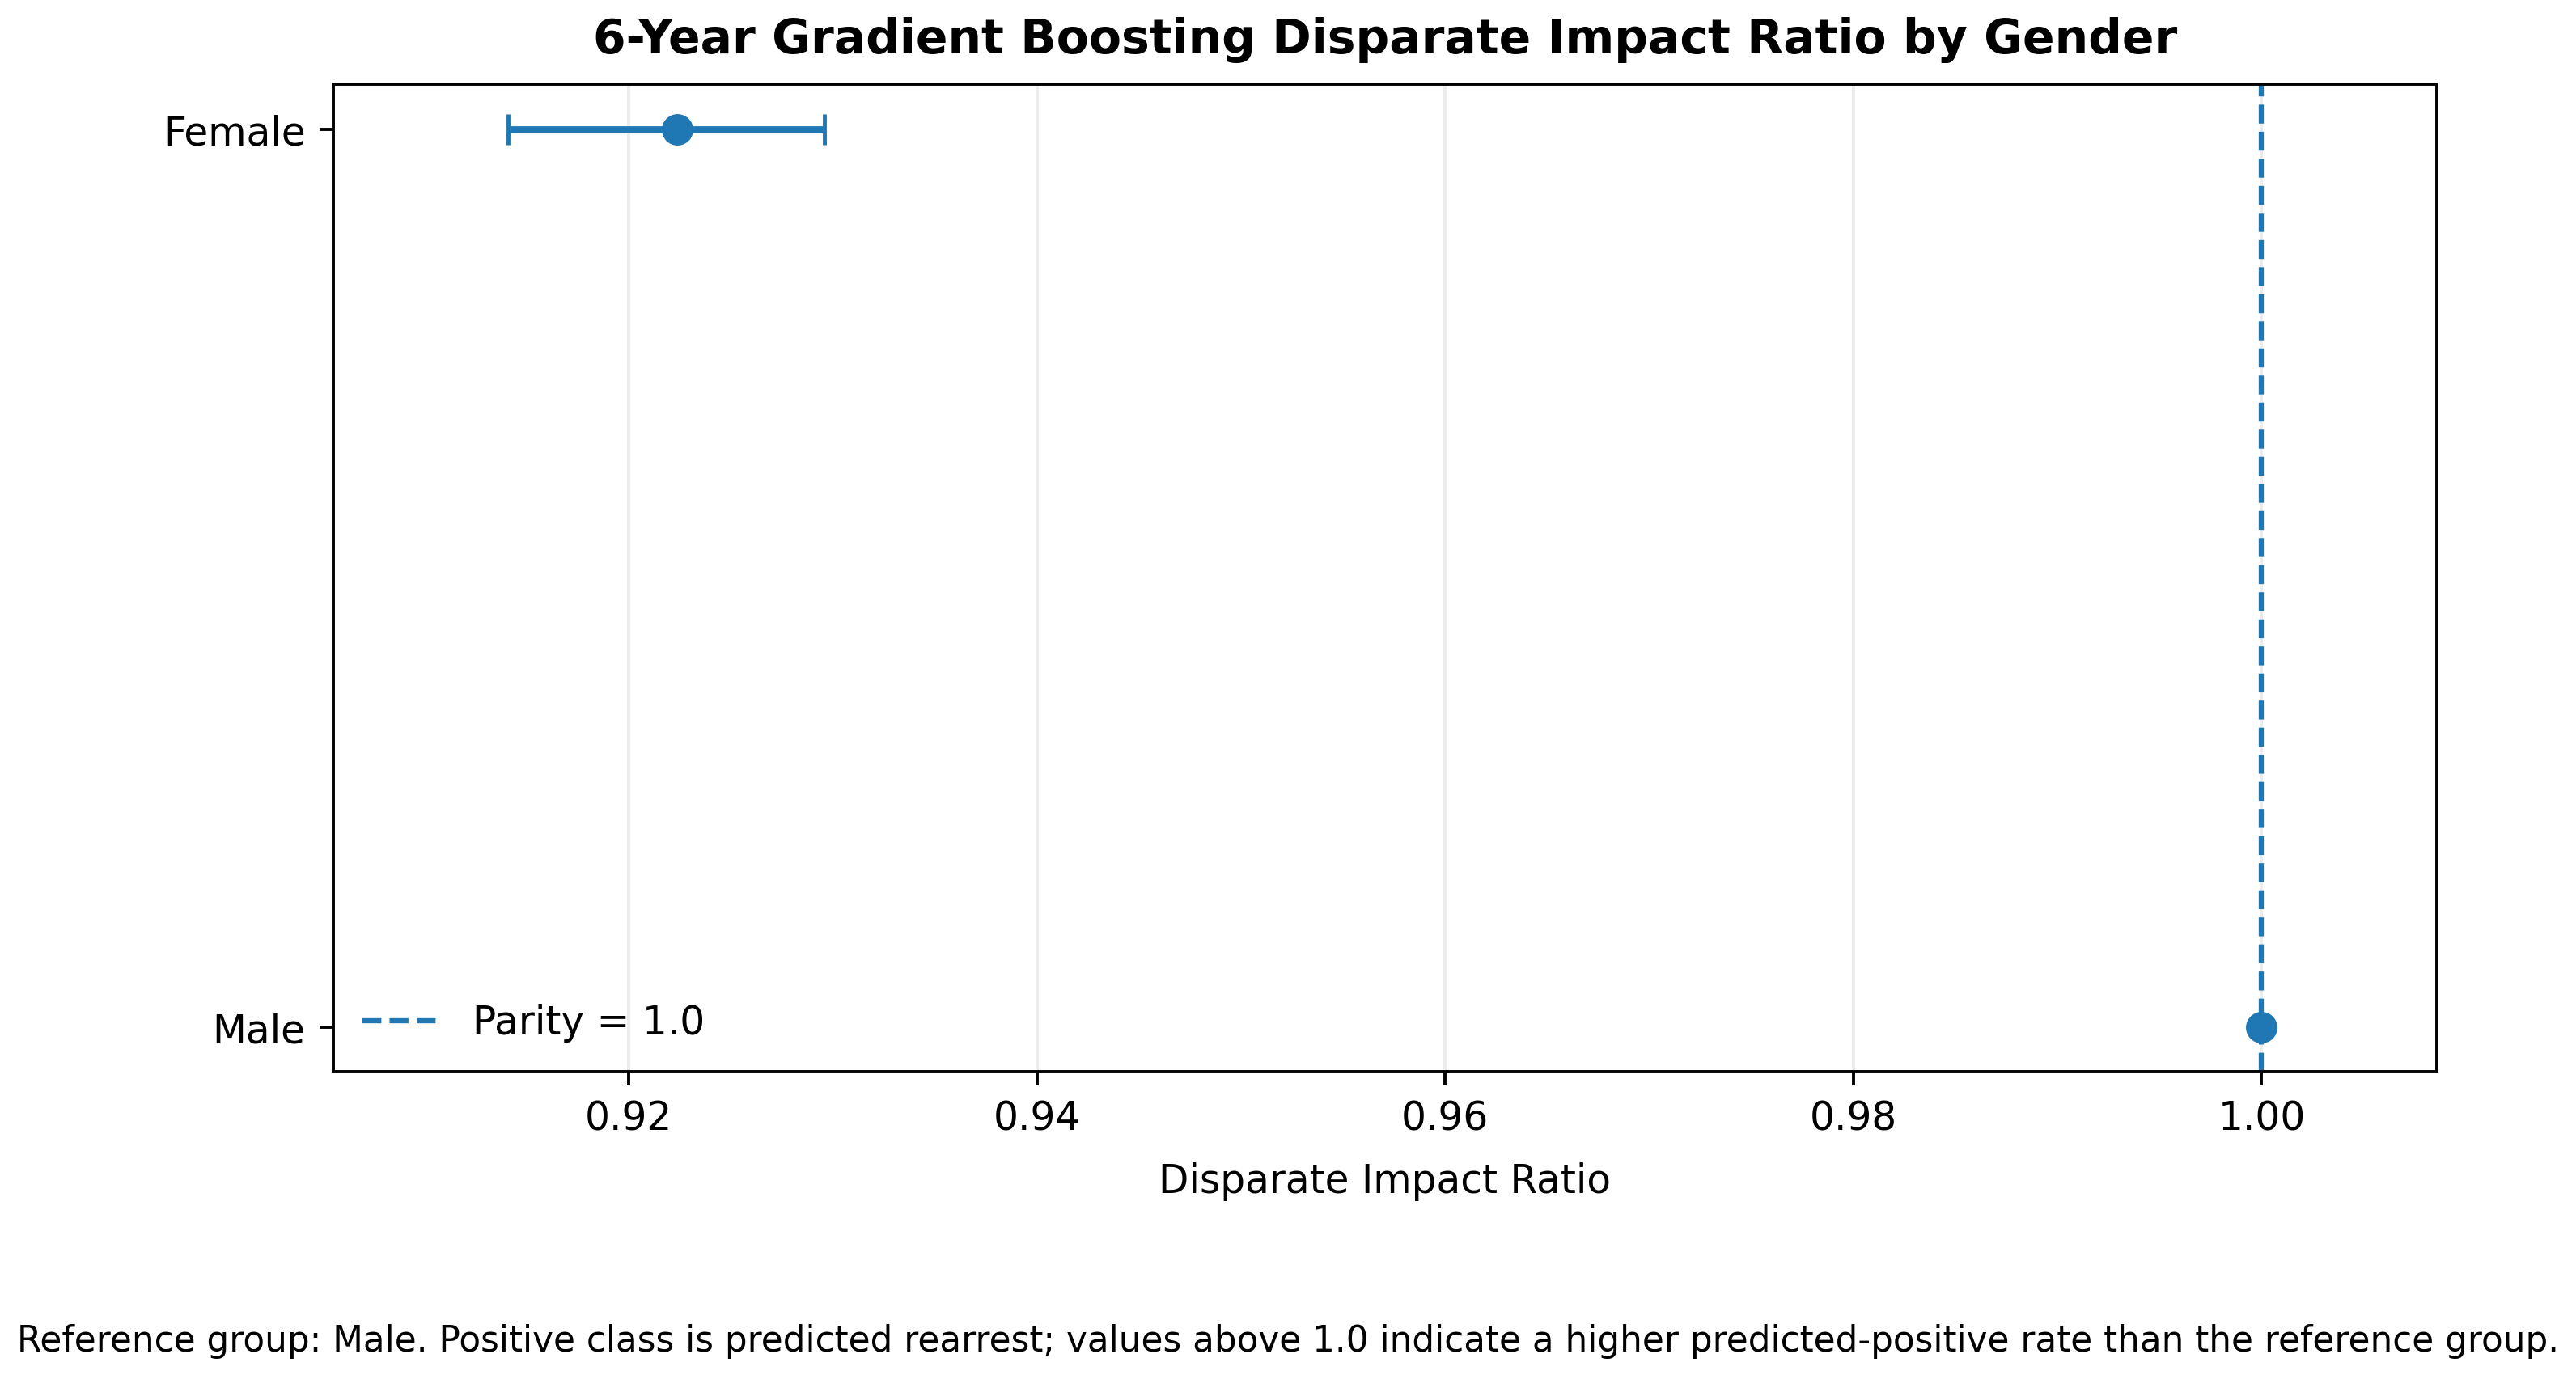 6-Year Gradient Boosting Disparate Impact Ratio by Gender
Female
Male
Parity = 1.0
0.92 0.94 0.96 0.98 1.00
Disparate Impact Ratio
Reference group: Male. Positive class is predicted rearrest; values above 1.0 indicate a higher predicted-positive rate than the reference group.